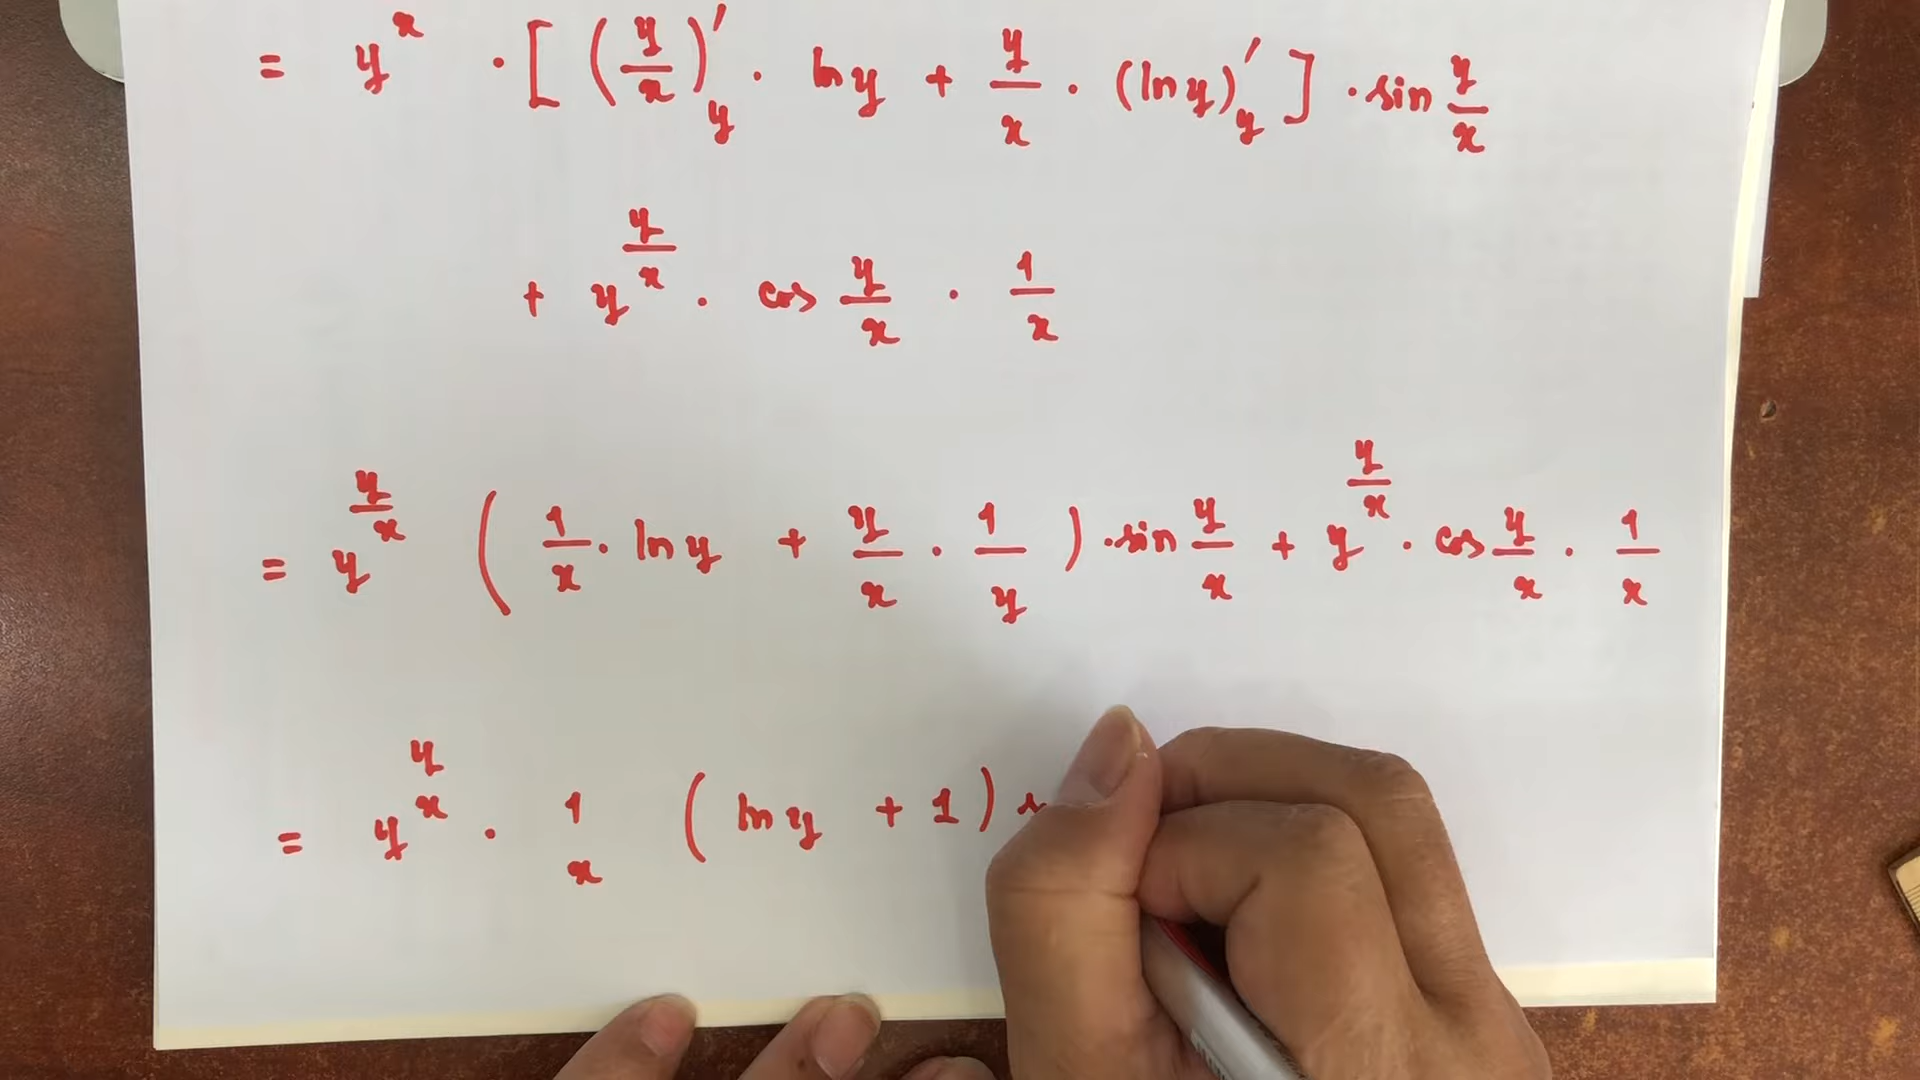 = y^x · [ (y/x)'_y · ln y + y/x · (ln y)'_y ] · sin y/x
+ y^(y/x) · cos y/x · 1/x
= y^(y/x) ( 1/x · ln y + y/x · 1/y ) · sin y/x + y^(y/x) · cos y/x · 1/x
= y^(y/x) · 1/x ( ln y + 1 )